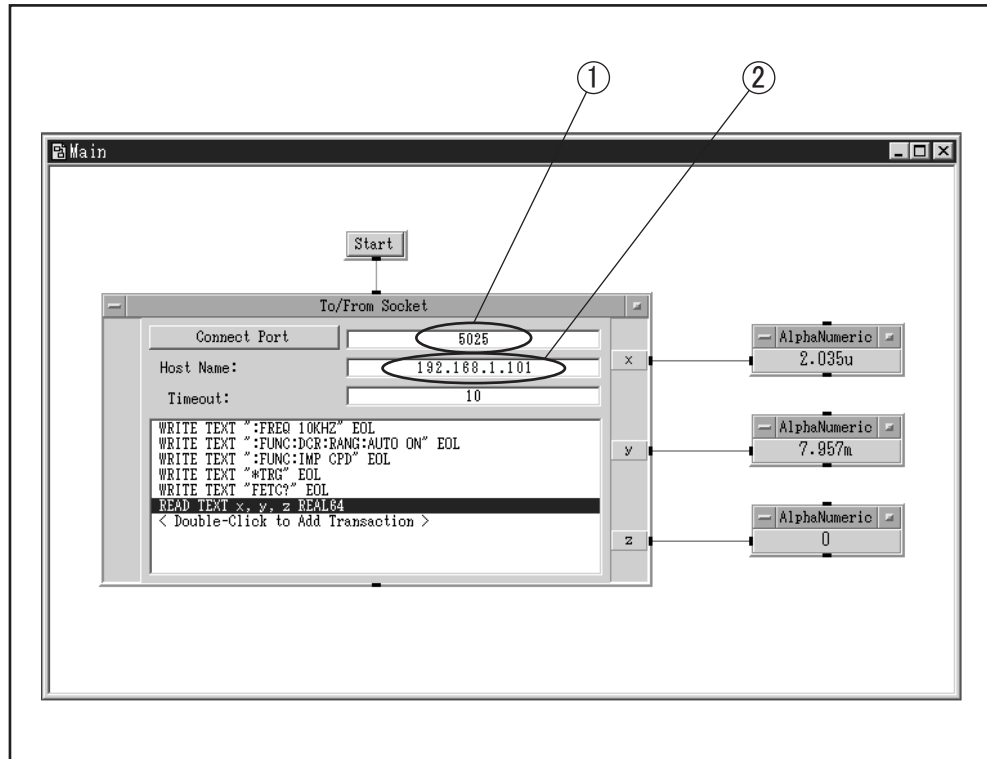 ① ②
Main
Start
To/From Socket
Connect Port 5025
Host Name: 192.168.1.101
Timeout: 10
WRITE TEXT ":FREQ 10KHZ" EOL
WRITE TEXT ":FUNC:DCR:RANG:AUTO ON" EOL
WRITE TEXT ":FUNC:IMP CPD" EOL
WRITE TEXT "*TRG" EOL
WRITE TEXT "FETC?" EOL
READ TEXT x, y, z REAL64
< Double-Click to Add Transaction >
x
y
z
AlphaNumeric
2.035u
AlphaNumeric
7.957m
AlphaNumeric
0